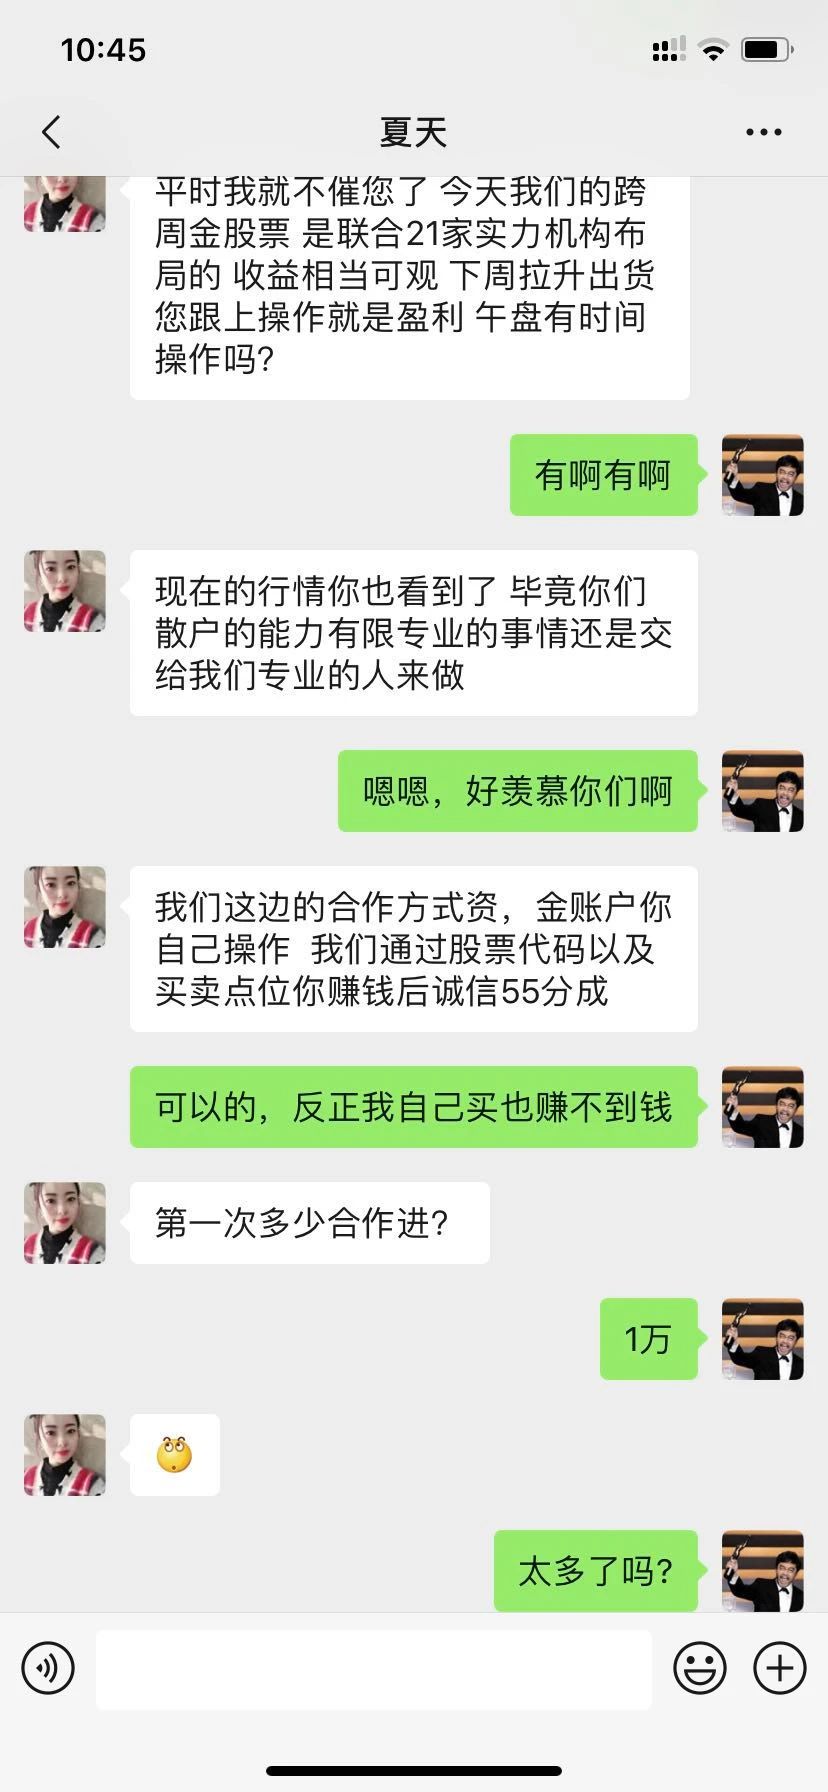 10:45
夏天
平时我就不催您了 今天我们的跨
周金股票 是联合21家实力机构布
局的 收益相当可观 下周拉升出货
您跟上操作就是盈利 午盘有时间
操作吗?
有啊有啊
现在的行情你也看到了 毕竟你们
散户的能力有限专业的事情还是交
给我们专业的人来做
嗯嗯，好羡慕你们啊
我们这边的合作方式资，金账户你
自己操作  我们通过股票代码以及
买卖点位你赚钱后诚信55分成
可以的，反正我自己买也赚不到钱
第一次多少合作进?
1万
太多了吗?